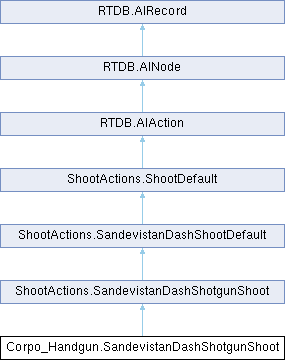 RTDB.AIRecord
RTDB.AINode
RTDB.AIAction
ShootActions.ShootDefault
ShootActions.SandevistanDashShootDefault
ShootActions.SandevistanDashShotgunShoot
Corpo_Handgun.SandevistanDashShotgunShoot